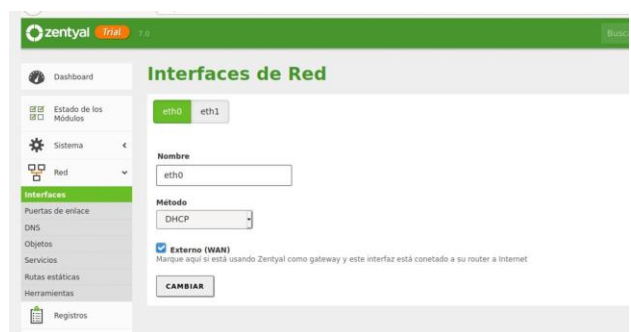 zentyal Trial 7.0
Busca
Dashboard
Estado de los
Módulos
Sistema
Red
Interfaces
Puertas de enlace
DNS
Objetos
Servicios
Rutas estáticas
Herramientas
Registros
Interfaces de Red
eth0 eth1
Nombre
eth0
Método
DHCP
Externo (WAN)
Marque aquí si está usando Zentyal como gateway y este interfaz está conetado a su router a Internet
CAMBIAR